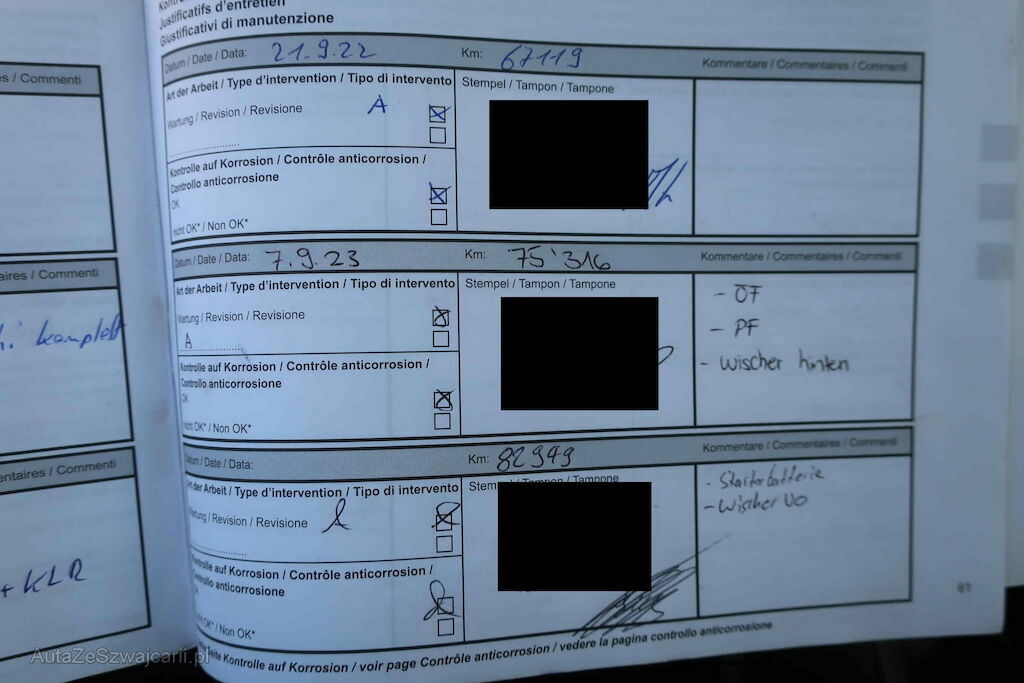 Justificatifs d'entretien
Giustificativi di manutenzione
Datum / Date / Data: 21.9.22 Km: 67119 Kommentare / Commentaires / Commenti
Art der Arbeit / Type d'intervention / Tipo di intervento Stempel / Tampon / Tampone
Wartung / Revision / Revisione A
Kontrolle auf Korrosion / Contrôle anticorrosion /
Controllo anticorrosione
OK
nicht OK* / Non OK*
Datum / Date / Data: 7.9.23 Km: 75'316 Kommentare / Commentaires / Commenti
Art der Arbeit / Type d'intervention / Tipo di intervento Stempel / Tampon / Tampone
- ÖF
Wartung / Revision / Revisione
- PF
A
- Wischer hinten
Kontrolle auf Korrosion / Contrôle anticorrosion /
Controllo anticorrosione
OK
nicht OK* / Non OK*
Datum / Date / Data: Km: 82949 Kommentare / Commentaires / Commenti
Art der Arbeit / Type d'intervention / Tipo di intervento
- Starterbatterie
Wartung / Revision / Revisione
- Wischer VO
Kontrolle auf Korrosion / Contrôle anticorrosion /
Controllo anticorrosione
OK* / Non OK*
Kontrolle auf Korrosion / voir page Contrôle anticorrosion / vedere la pagina controllo anticorrosione
61
/ Commenti
/ Commenti
komplett
/ Commenti
+ KLR
AutaZeSzwajcarii.pl